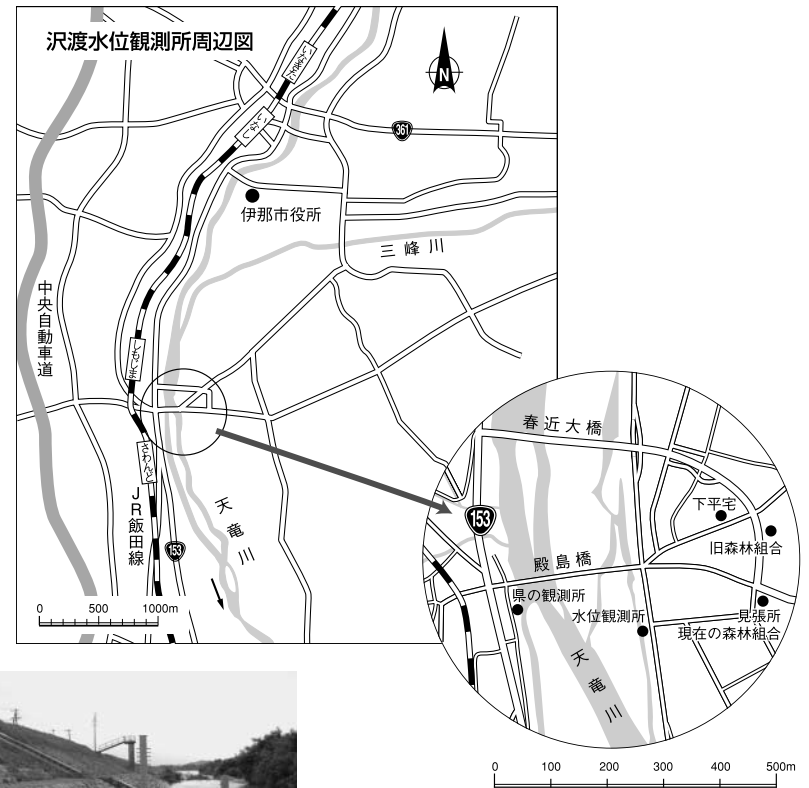 沢渡水位観測所周辺図
いたきた
いなし
N
361
伊那市役所
三峰川
中央自動車道
しもじま
さわんど
JR飯田線
153
天竜川
0 500 1000m
春近大橋
153
下平宅
旧森林組合
殿島橋
県の観測所
水位観測所
見張所
現在の森林組合
天竜川
0 100 200 300 400 500m